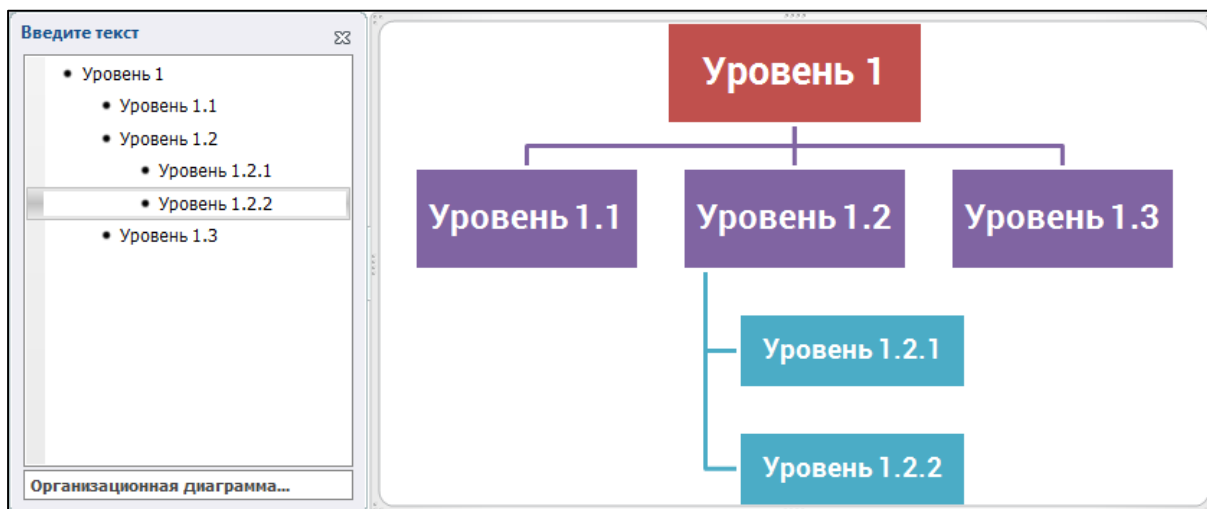 Введите текст
Уровень 1
Уровень 1.1
Уровень 1.2
Уровень 1.2.1
Уровень 1.2.2
Уровень 1.3
Организационная диаграмма...
Уровень 1
Уровень 1.1 Уровень 1.2 Уровень 1.3
Уровень 1.2.1
Уровень 1.2.2